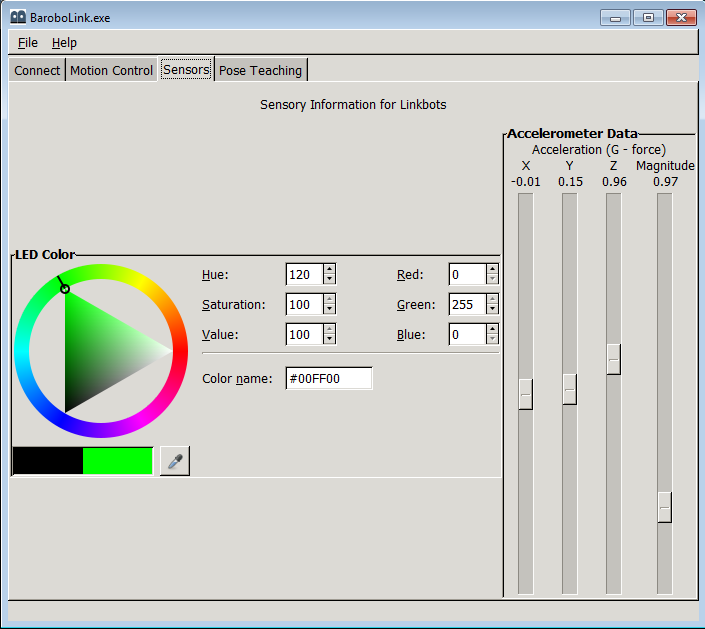 BaroboLink.exe
File Help
Connect Motion Control Sensors Pose Teaching
Sensory Information for Linkbots
Accelerometer Data
Acceleration (G - force)
X Y Z Magnitude
-0.01 0.15 0.96 0.97
LED Color
Hue: 120 Red: 0
Saturation: 100 Green: 255
Value: 100 Blue: 0
Color name: #00FF00